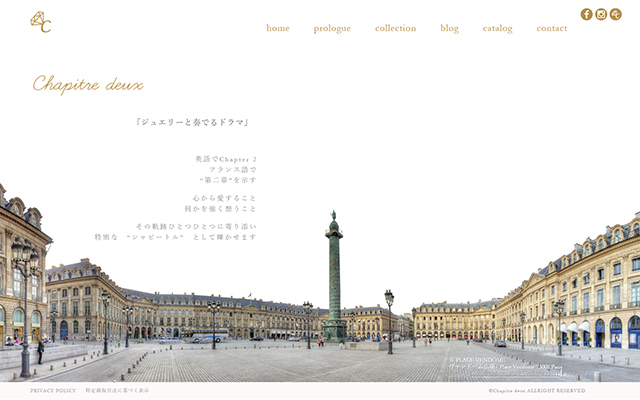 C
home prologue collection blog catalog contact
Chapitre deux
『ジュエリーと奏でるドラマ』
英語でChapter 2
フランス語で
“第二章”を示す
心から愛すること
何かを強く想うこと
その軌跡ひとつひとつに寄り添い
特別な “シャピートル” として輝かせます
PLACE VENDÔME
ヴァンドーム広場 / Place Vendôme 75001 Paris
PRIVACY POLICY 特定商取引法に基づく表示
©Chapitre deux ALLRIGHT RESERVED